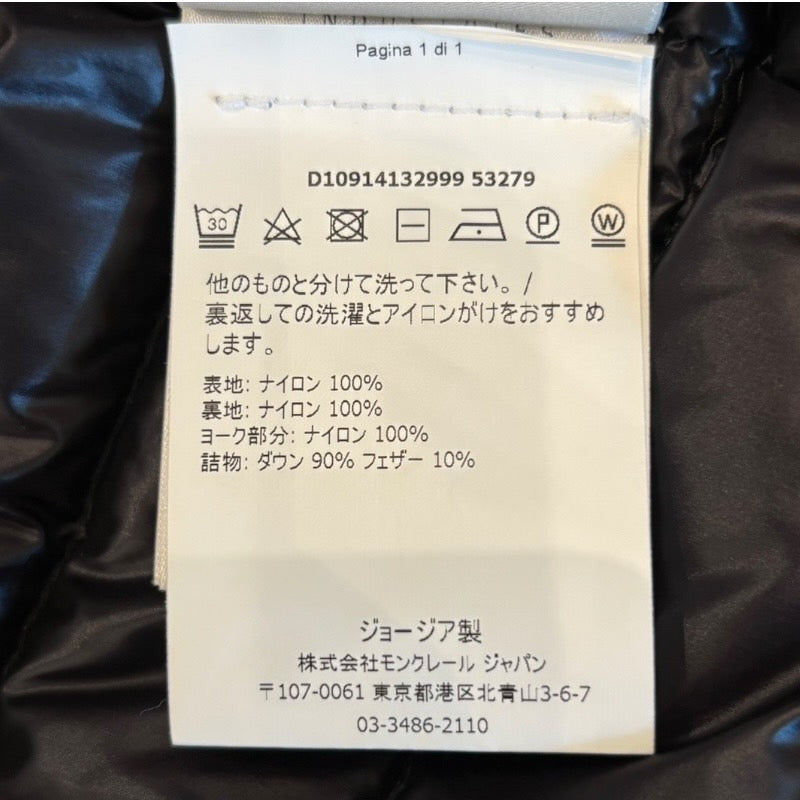 Pagina 1 di 1
D10914132999 53279
30
P
W
他のものと分けて洗って下さい。/
裏返しての洗濯とアイロンがけをおすすめ
します。
表地: ナイロン 100%
裏地: ナイロン 100%
ヨーク部分: ナイロン 100%
詰物: ダウン 90% フェザー 10%
ジョージア製
株式会社モンクレール ジャパン
〒107-0061 東京都港区北青山3-6-7
03-3486-2110